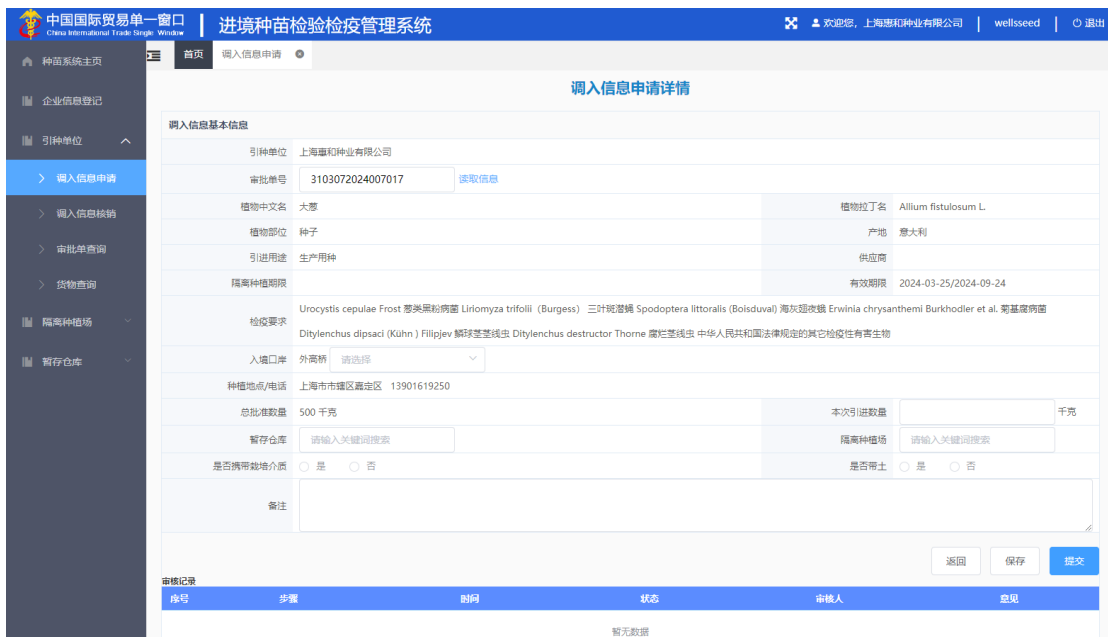 中国国际贸易单一窗口
China International Trade Single Window
进境种苗检验检疫管理系统
欢迎您，上海惠和种业有限公司
wellsseed
退出
种苗系统主页
企业信息登记
引种单位
调入信息申请
调入信息核销
审批单查询
货物查询
隔离种植场
暂存仓库
首页
调入信息申请
调入信息申请详情
调入信息基本信息
引种单位 上海惠和种业有限公司
审批单号 3103072024007017 读取信息
植物中文名 大葱 植物拉丁名 Allium fistulosum L.
植物部位 种子 产地 意大利
引进用途 生产用种 供应商
隔离种植期限 有效期限 2024-03-25/2024-09-24
检疫要求
Urocystis cepulae Frost 葱类黑粉病菌 Liriomyza trifolii（Burgess） 三叶斑潜蝇 Spodoptera littoralis (Boisduval) 海灰翅夜蛾 Erwinia chrysanthemi Burkhodler et al. 菊基腐病菌
Ditylenchus dipsaci (Kühn ) Filipjev 鳞球茎茎线虫 Ditylenchus destructor Thorne 腐烂茎线虫 中华人民共和国法律规定的其它检疫性有害生物
入境口岸 外高桥 请选择
种植地点/电话 上海市市辖区嘉定区 13901619250
总批准数量 500 千克 本次引进数量 千克
暂存仓库 请输入关键词搜索 隔离种植场 请输入关键词搜索
是否携带栽培介质 是 否 是否带土 是 否
备注
返回 保存 提交
审核记录
序号 步骤 时间 状态 审核人 意见
暂无数据